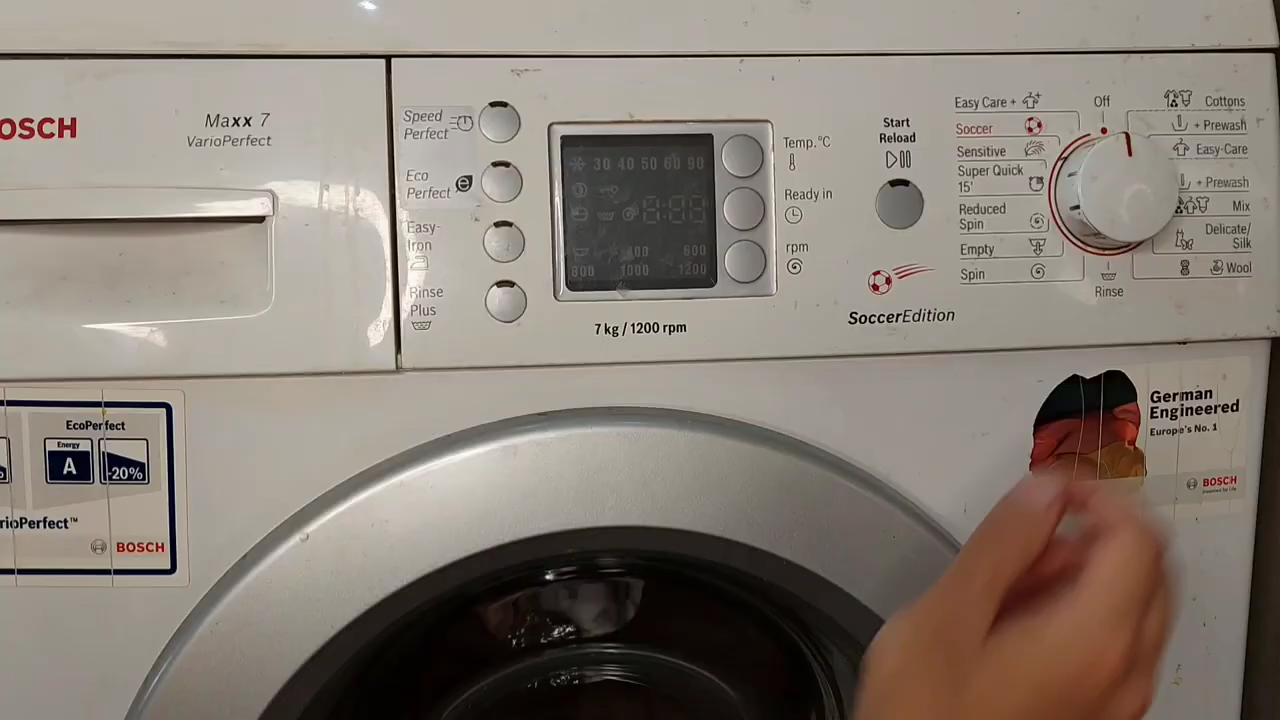 OSCH
Maxx 7
VarioPerfect
Speed
Perfect
Eco
Perfect
Easy-
Iron
Rinse
Plus
30 40 50 60 90
8:88
400 600
800 1000 1200
Temp.°C
Ready in
rpm
7 kg / 1200 rpm
Start
Reload
SoccerEdition
Easy Care +
Soccer
Sensitive
Super Quick
15'
Reduced
Spin
Empty
Spin
Off
Rinse
Cottons
+ Prewash
Easy-Care
+ Prewash
Mix
Delicate/
Silk
Wool
German
Engineered
Europe's No. 1
BOSCH
EcoPerfect
Energy
A
-20%
rioPerfect™
BOSCH